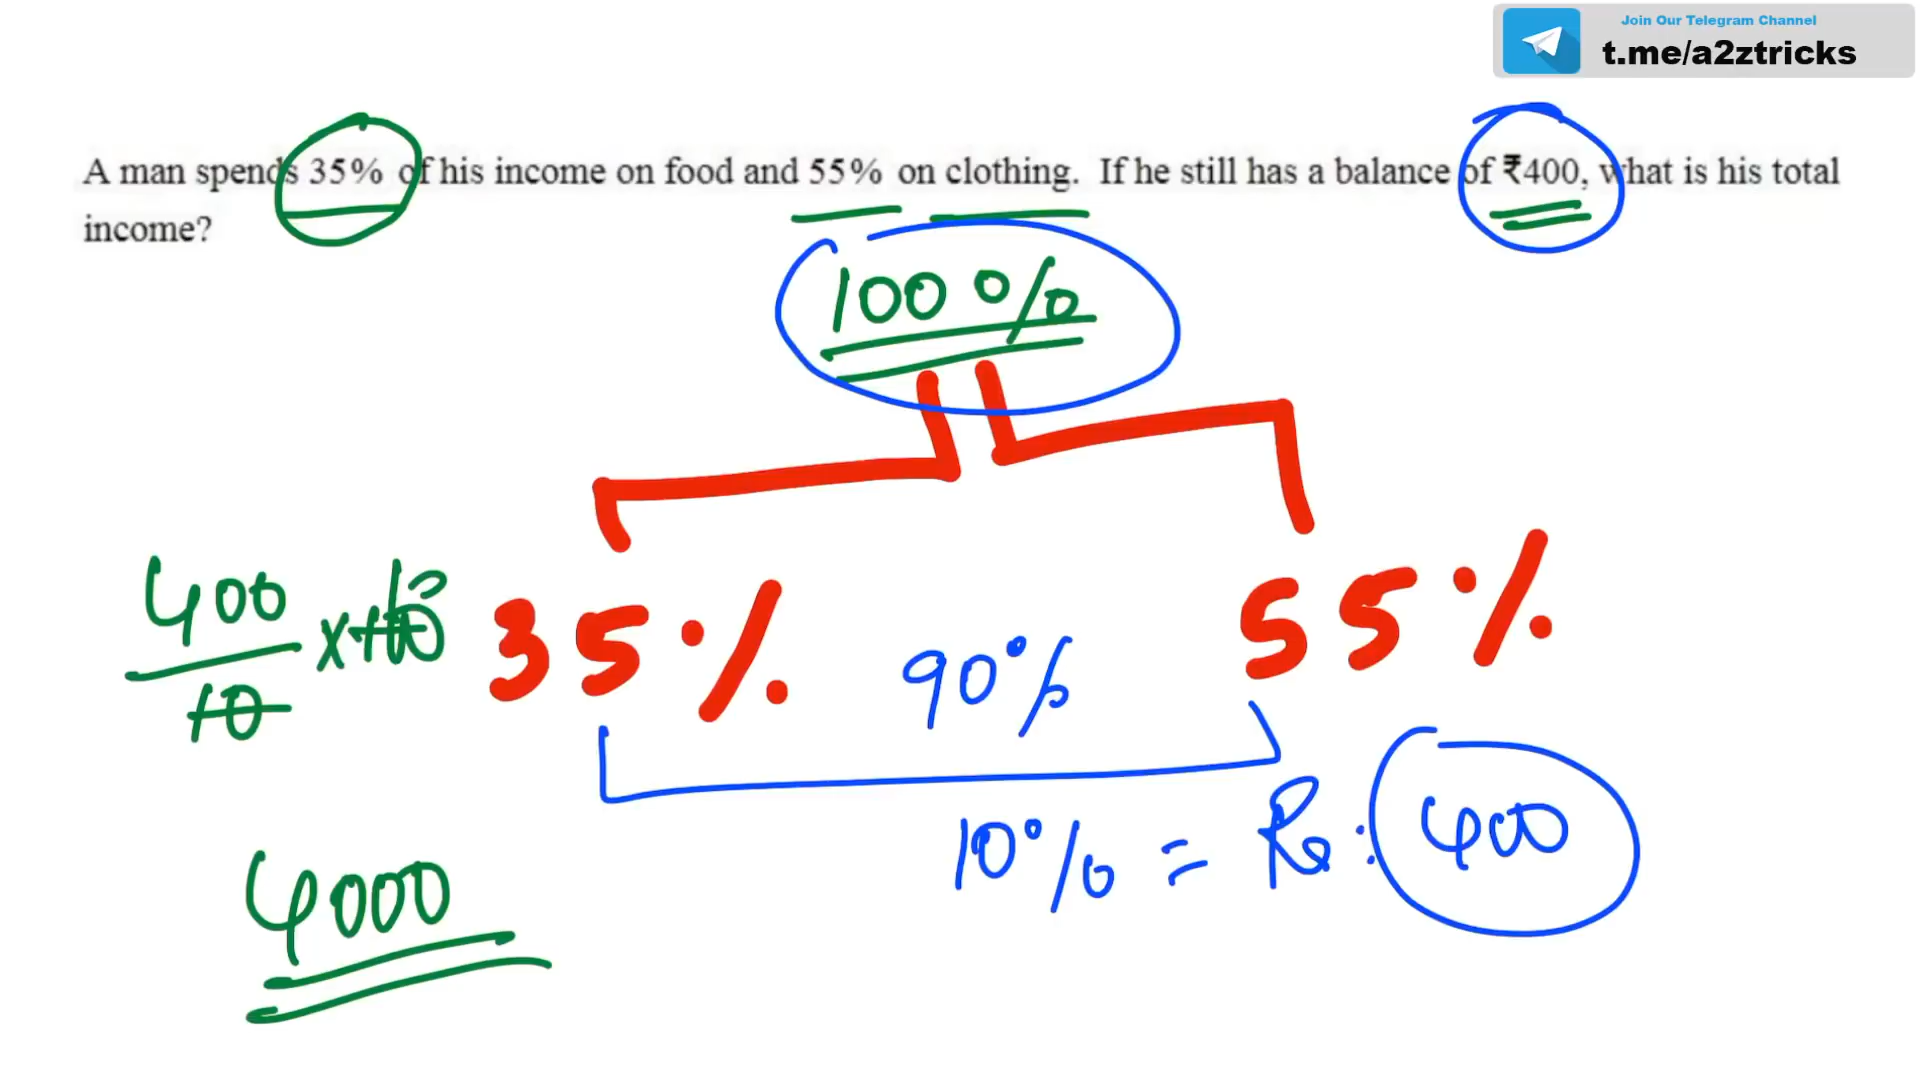 Join Our Telegram Channel
t.me/a2ztricks
A man spends 35% of his income on food and 55% on clothing. If he still has a balance of ₹400, what is his total
income?
100%
400
10
x 100
10
35%
55%
90%
10% = Rs: 400
4000